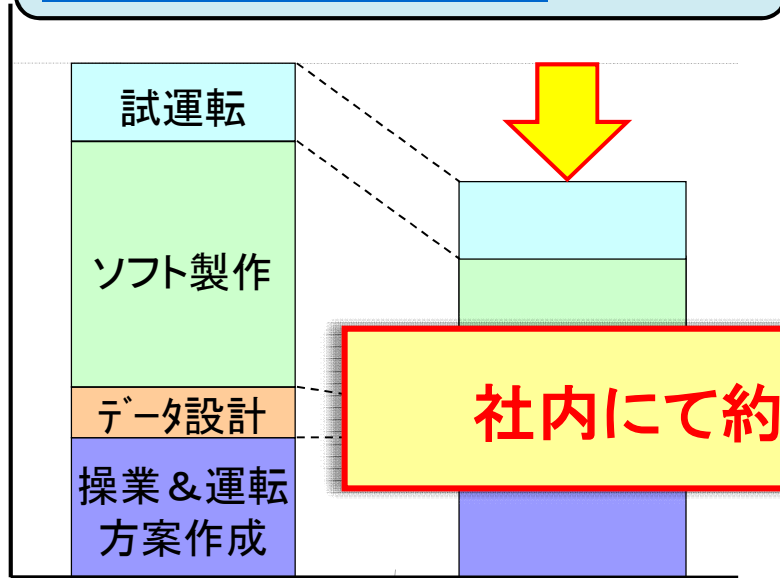 試運転
ソフト製作
データ設計
操業＆運転
方案作成
社内にて約